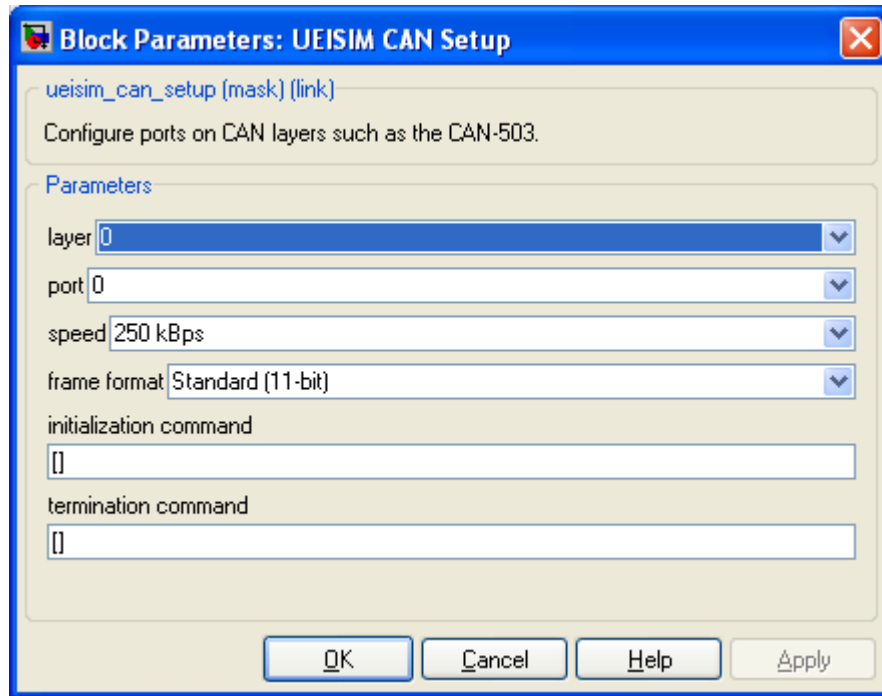 Block Parameters: UEISIM CAN Setup
ueisim_can_setup (mask) (link)
Configure ports on CAN layers such as the CAN-503.
Parameters
layer 0
port 0
speed 250 kBps
frame format Standard (11-bit)
initialization command
[]
termination command
[]
OK Cancel Help Apply